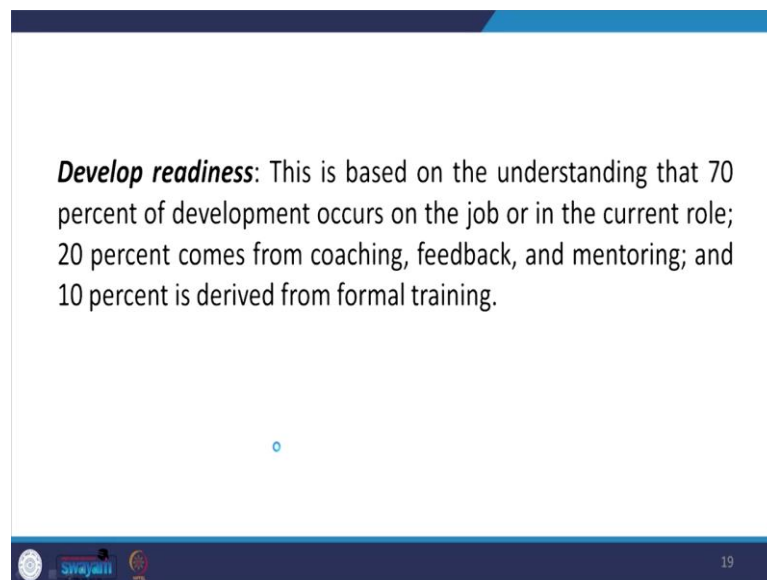 Develop readiness: This is based on the understanding that 70
percent of development occurs on the job or in the current role;
20 percent comes from coaching, feedback, and mentoring; and
10 percent is derived from formal training.
swayam
19